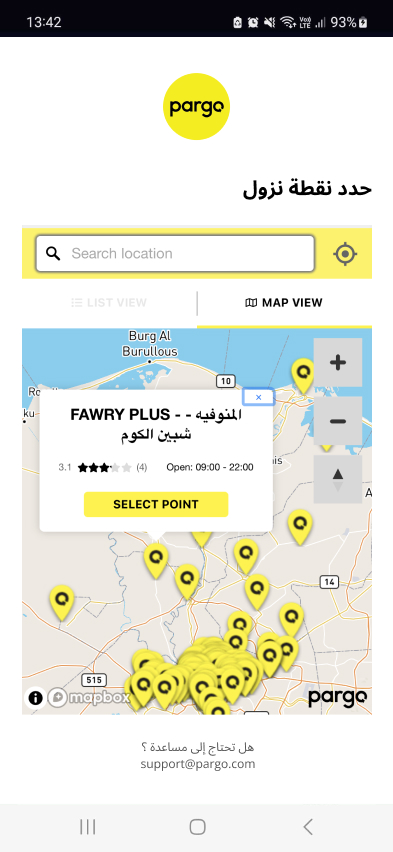 13:42
Vo))
LTE
93%
pargo
حدد نقطة نزول
Search location
LIST VIEW
MAP VIEW
Burg Al
Burullous
10
FAWRY PLUS - - المنوفيه
شبين الكوم
3.1
(4)
Open: 09:00 - 22:00
SELECT POINT
14
515
mapbox
pargo
هل تحتاج إلى مساعدة ؟
support@pargo.com